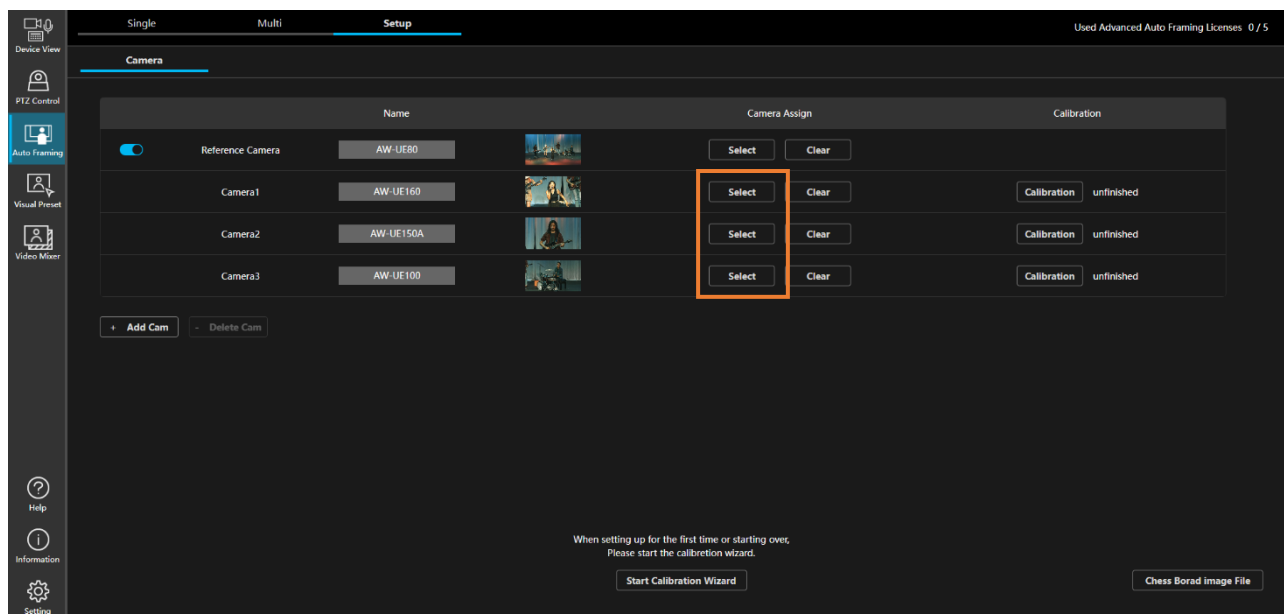 Single Multi Setup Used Advanced Auto Framing Licenses 0 / 5
Device View
Camera
PTZ Control
Name Camera Assign Calibration
Auto Framing
Reference Camera AW-UE80 Select Clear
Visual Preset
Camera1 AW-UE160 Select Clear Calibration unfinished
Video Mixer
Camera2 AW-UE150A Select Clear Calibration unfinished
Camera3 AW-UE100 Select Clear Calibration unfinished
+ Add Cam - Delete Cam
Help
When setting up for the first time or starting over,
Please start the calibretion wizard.
Information
Start Calibration Wizard Chess Borad image File
Setting